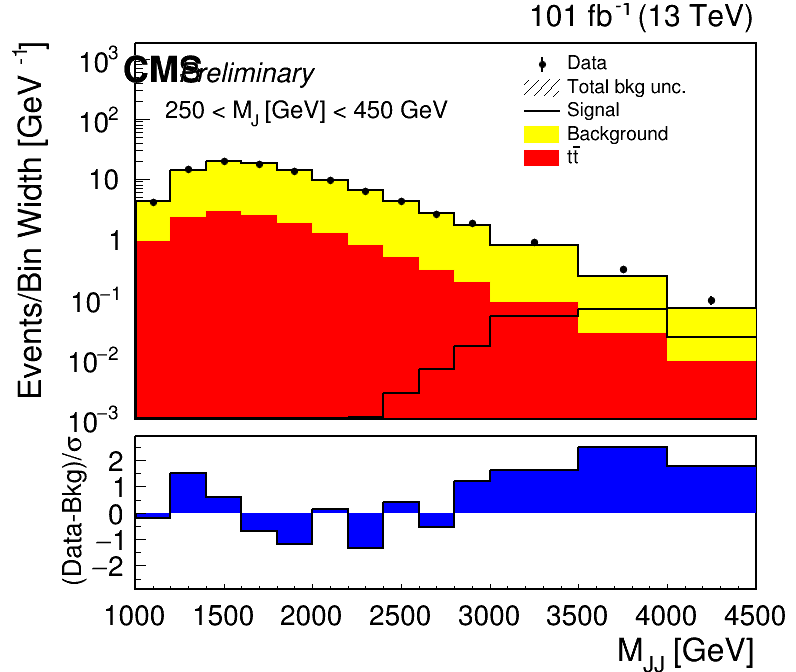 101 fb⁻¹ (13 TeV)
CMS Preliminary
250 < M_J [GeV] < 450 GeV
Data
Total bkg unc.
Signal
Background
tt̄
Events/Bin Width [GeV⁻¹]
10³
10²
10
1
10⁻¹
10⁻²
10⁻³
(Data-Bkg)/σ
2
1
0
−1
−2
1000 1500 2000 2500 3000 3500 4000 4500
M_JJ [GeV]